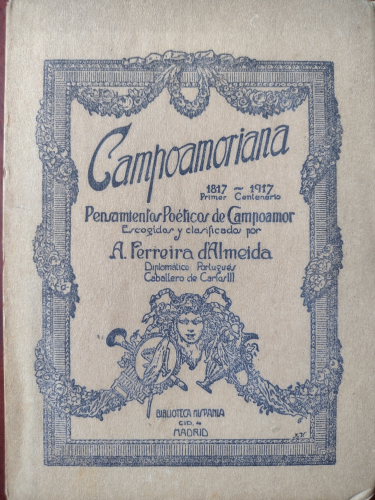 Campoamoriana
1817 ~ 1917
Primer Centenario
Pensamientos Poéticos de Campoamor
Escogidos y clasificados por
A. Ferreira d'Almeida
Diplomático Portugués
Caballero de Carlos III.
BIBLIOTECA HISPANIA
CID. 4
MADRID